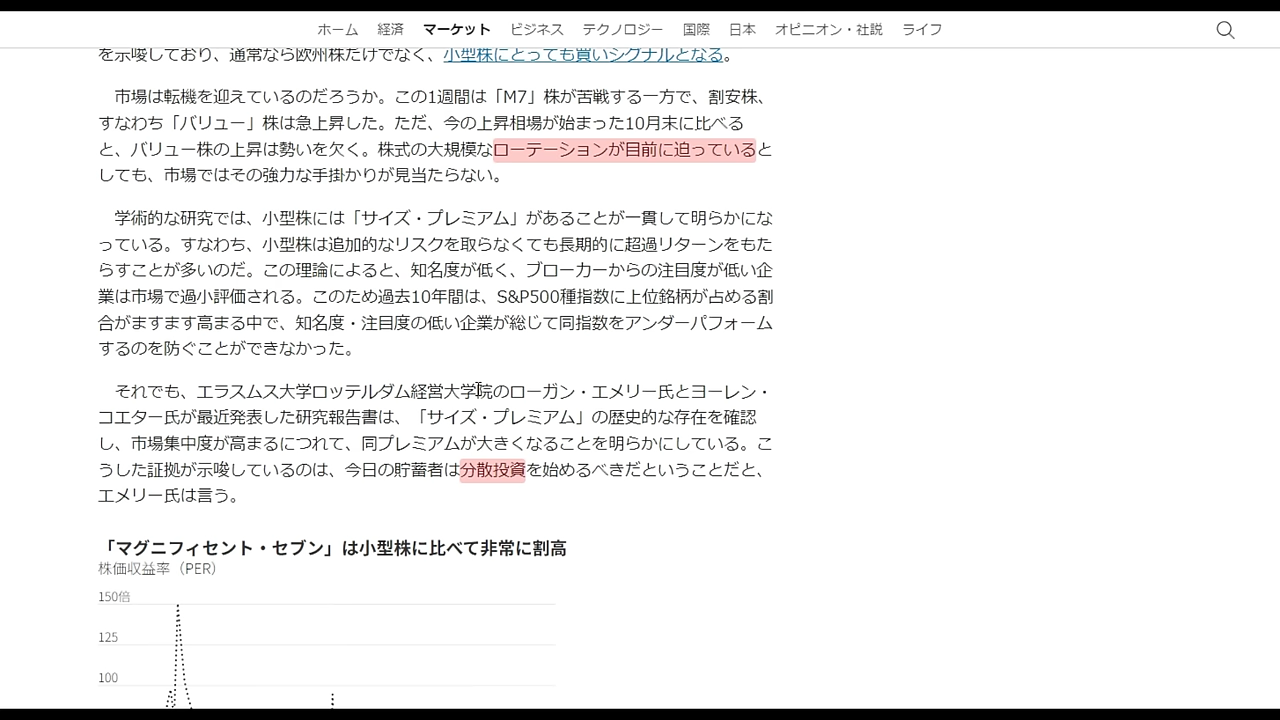 ホーム 経済 マーケット ビジネス テクノロジー 国際 日本 オピニオン・社説 ライフ
を示唆しており、通常なら欧州株だけでなく、小型株にとっても買いシグナルとなる。
市場は転機を迎えているのだろうか。この1週間は「M7」株が苦戦する一方で、割安株、
すなわち「バリュー」株は急上昇した。ただ、今の上昇相場が始まった10月末に比べる
と、バリュー株の上昇は勢いを欠く。株式の大規模なローテーションが目前に迫っていると
しても、市場ではその強力な手掛かりが見当たらない。
学術的な研究では、小型株には「サイズ・プレミアム」があることが一貫して明らかにな
っている。すなわち、小型株は追加的なリスクを取らなくても長期的に超過リターンをもた
らすことが多いのだ。この理論によると、知名度が低く、ブローカーからの注目度が低い企
業は市場で過小評価される。このため過去10年間は、S&P500種指数に上位銘柄が占める割
合がますます高まる中で、知名度・注目度の低い企業が総じて同指数をアンダーパフォーム
するのを防ぐことができなかった。
それでも、エラスムス大学ロッテルダム経営大学院のローガン・エメリー氏とヨーレン・
コエター氏が最近発表した研究報告書は、「サイズ・プレミアム」の歴史的な存在を確認
し、市場集中度が高まるにつれて、同プレミアムが大きくなることを明らかにしている。こ
うした証拠が示唆しているのは、今日の貯蓄者は分散投資を始めるべきだということだと、
エメリー氏は言う。
「マグニフィセント・セブン」は小型株に比べて非常に割高
株価収益率（PER）
150倍
125
100